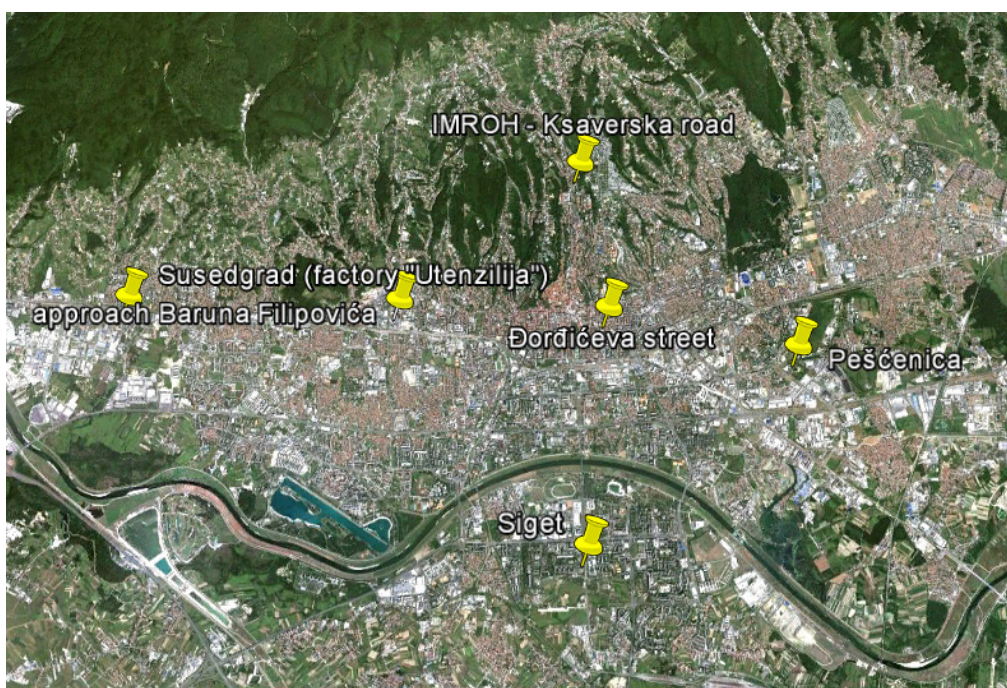 IMROH - Ksaverska road
Susedgrad (factory "Utenzilija")
approach Baruna Filipovića
Đorđićeva street
Pešćenica
Siget